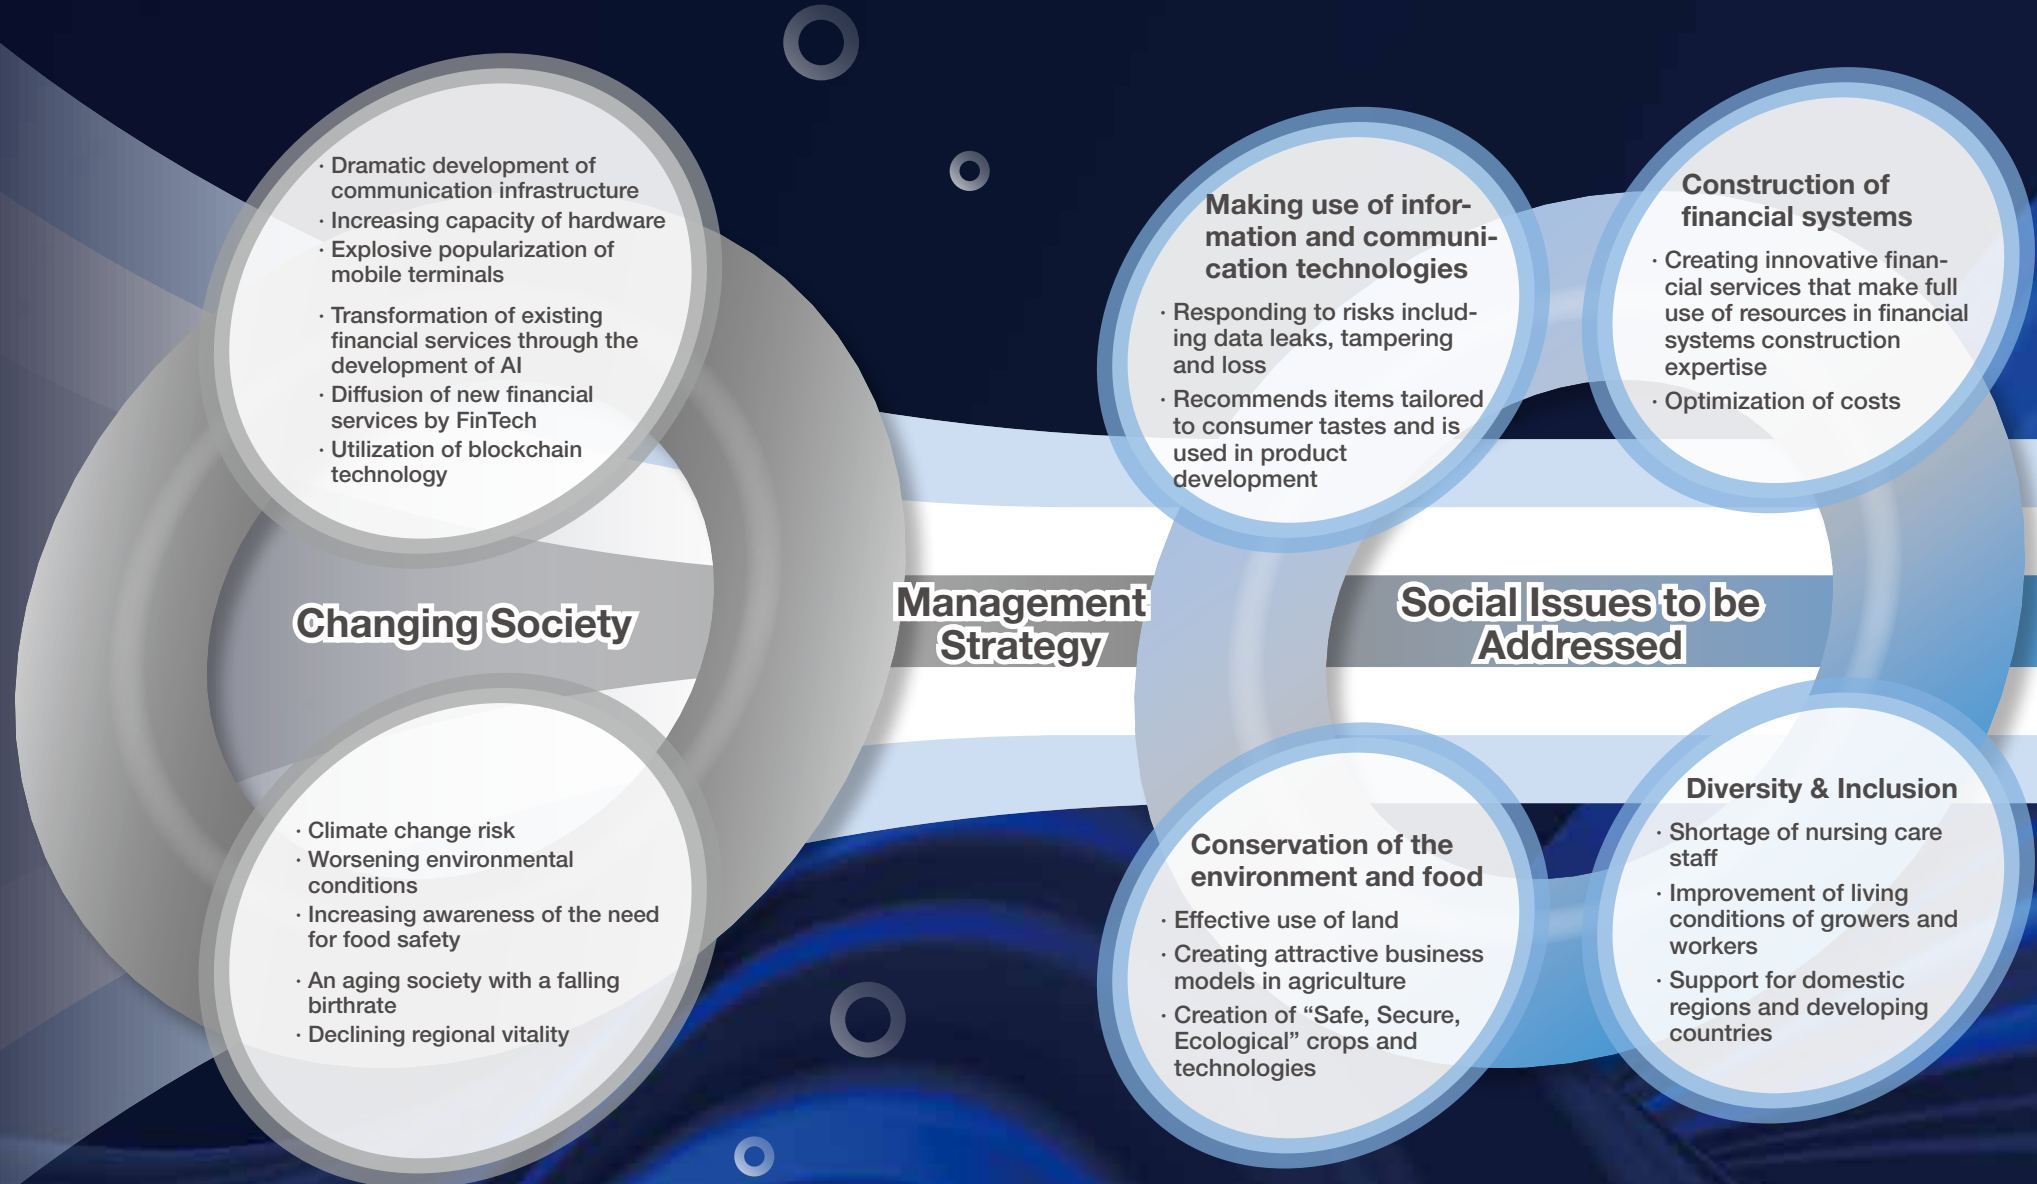 · Dramatic development of
communication infrastructure
· Increasing capacity of hardware
· Explosive popularization of
mobile terminals
· Transformation of existing
financial services through the
development of AI
· Diffusion of new financial
services by FinTech
· Utilization of blockchain
technology
Changing Society
· Climate change risk
· Worsening environmental
conditions
· Increasing awareness of the need
for food safety
· An aging society with a falling
birthrate
· Declining regional vitality
Management
Strategy
Making use of infor-
mation and communi-
cation technologies
· Responding to risks includ-
ing data leaks, tampering
and loss
· Recommends items tailored
to consumer tastes and is
used in product
development
Construction of
financial systems
· Creating innovative finan-
cial services that make full
use of resources in financial
systems construction
expertise
· Optimization of costs
Social Issues to be
Addressed
Conservation of the
environment and food
· Effective use of land
· Creating attractive business
models in agriculture
· Creation of “Safe, Secure,
Ecological” crops and
technologies
Diversity & Inclusion
· Shortage of nursing care
staff
· Improvement of living
conditions of growers and
workers
· Support for domestic
regions and developing
countries